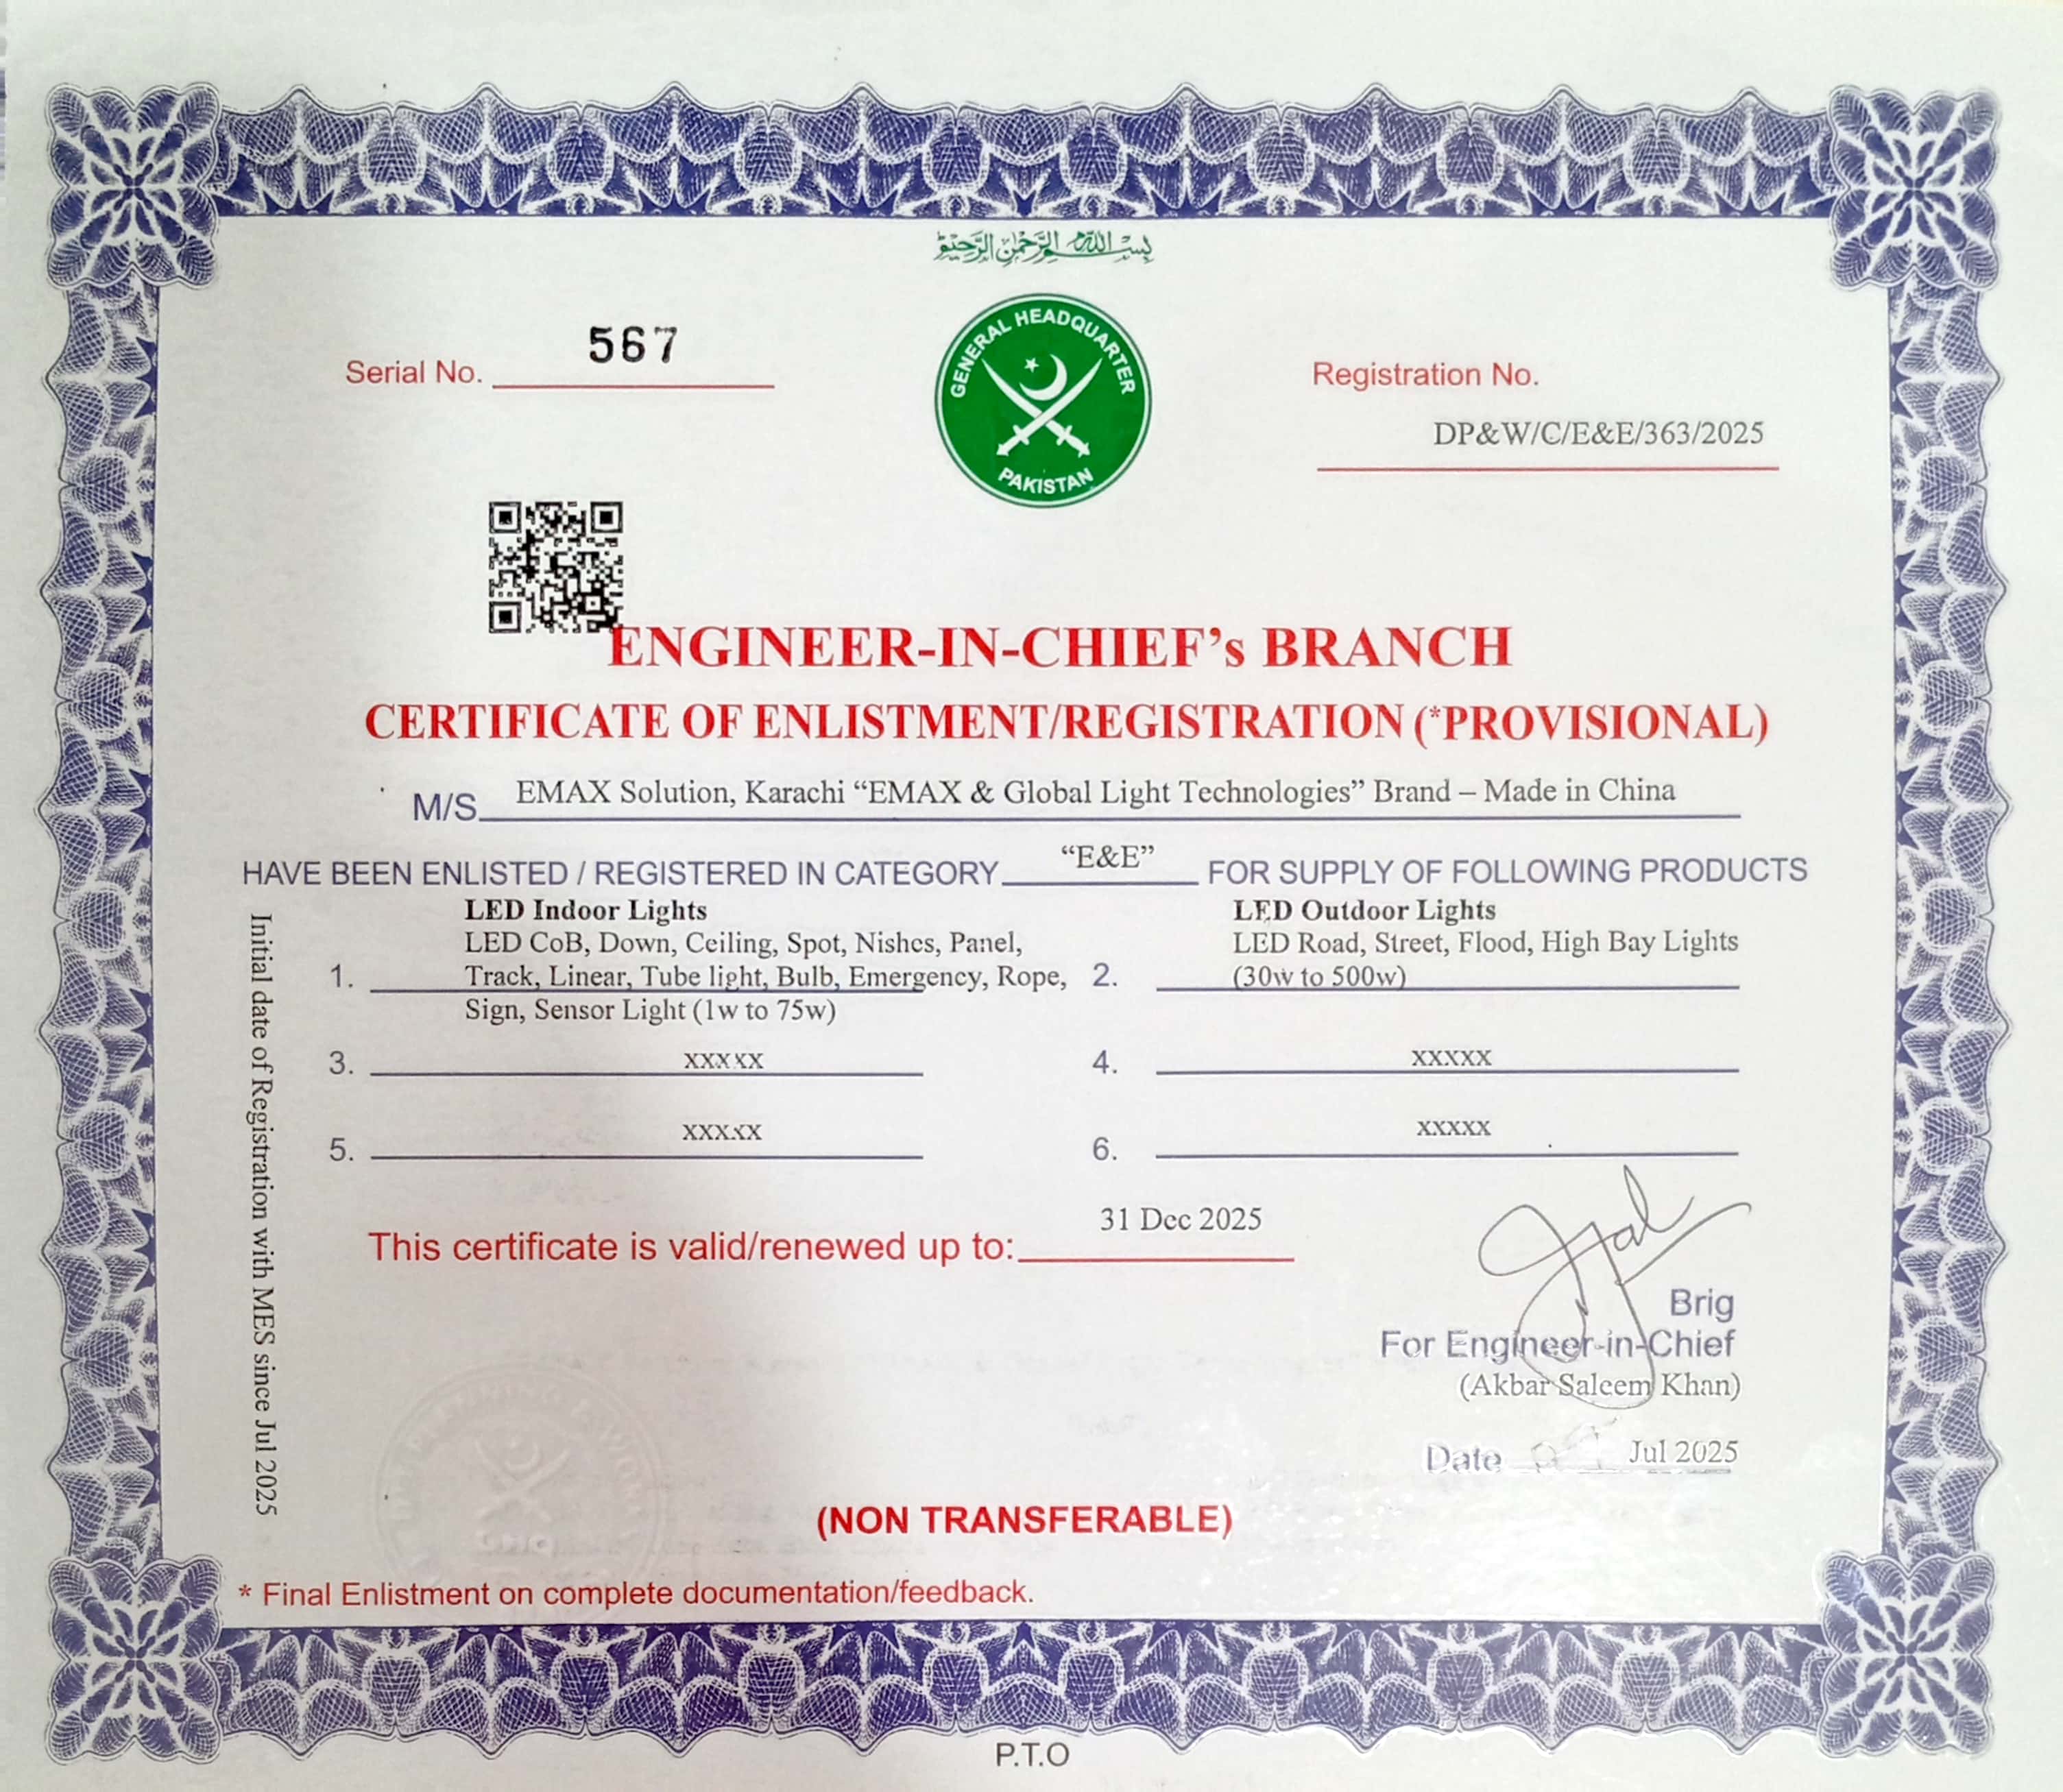 بسم الله الرحمن الرحيم
Serial No. 567
GENERAL HEADQUARTER
PAKISTAN
Registration No.
DP&W/C/E&E/363/2025
ENGINEER-IN-CHIEF's BRANCH
CERTIFICATE OF ENLISTMENT/REGISTRATION (*PROVISIONAL)
M/S EMAX Solution, Karachi “EMAX & Global Light Technologies” Brand – Made in China
HAVE BEEN ENLISTED / REGISTERED IN CATEGORY “E&E” FOR SUPPLY OF FOLLOWING PRODUCTS
1. LED Indoor Lights
LED CoB, Down, Ceiling, Spot, Nishes, Panel,
Track, Linear, Tube light, Bulb, Emergency, Rope,
Sign, Sensor Light (1w to 75w)
2. LED Outdoor Lights
LED Road, Street, Flood, High Bay Lights
(30w to 500w)
3. XXXXX
4. XXXXX
5. XXXXX
6. XXXXX
This certificate is valid/renewed up to: 31 Dec 2025
Brig
For Engineer-in-Chief
(Akbar Saleem Khan)
Date Jul 2025
Initial date of Registration with MES since Jul 2025
GHQ
(NON TRANSFERABLE)
* Final Enlistment on complete documentation/feedback.
P.T.O